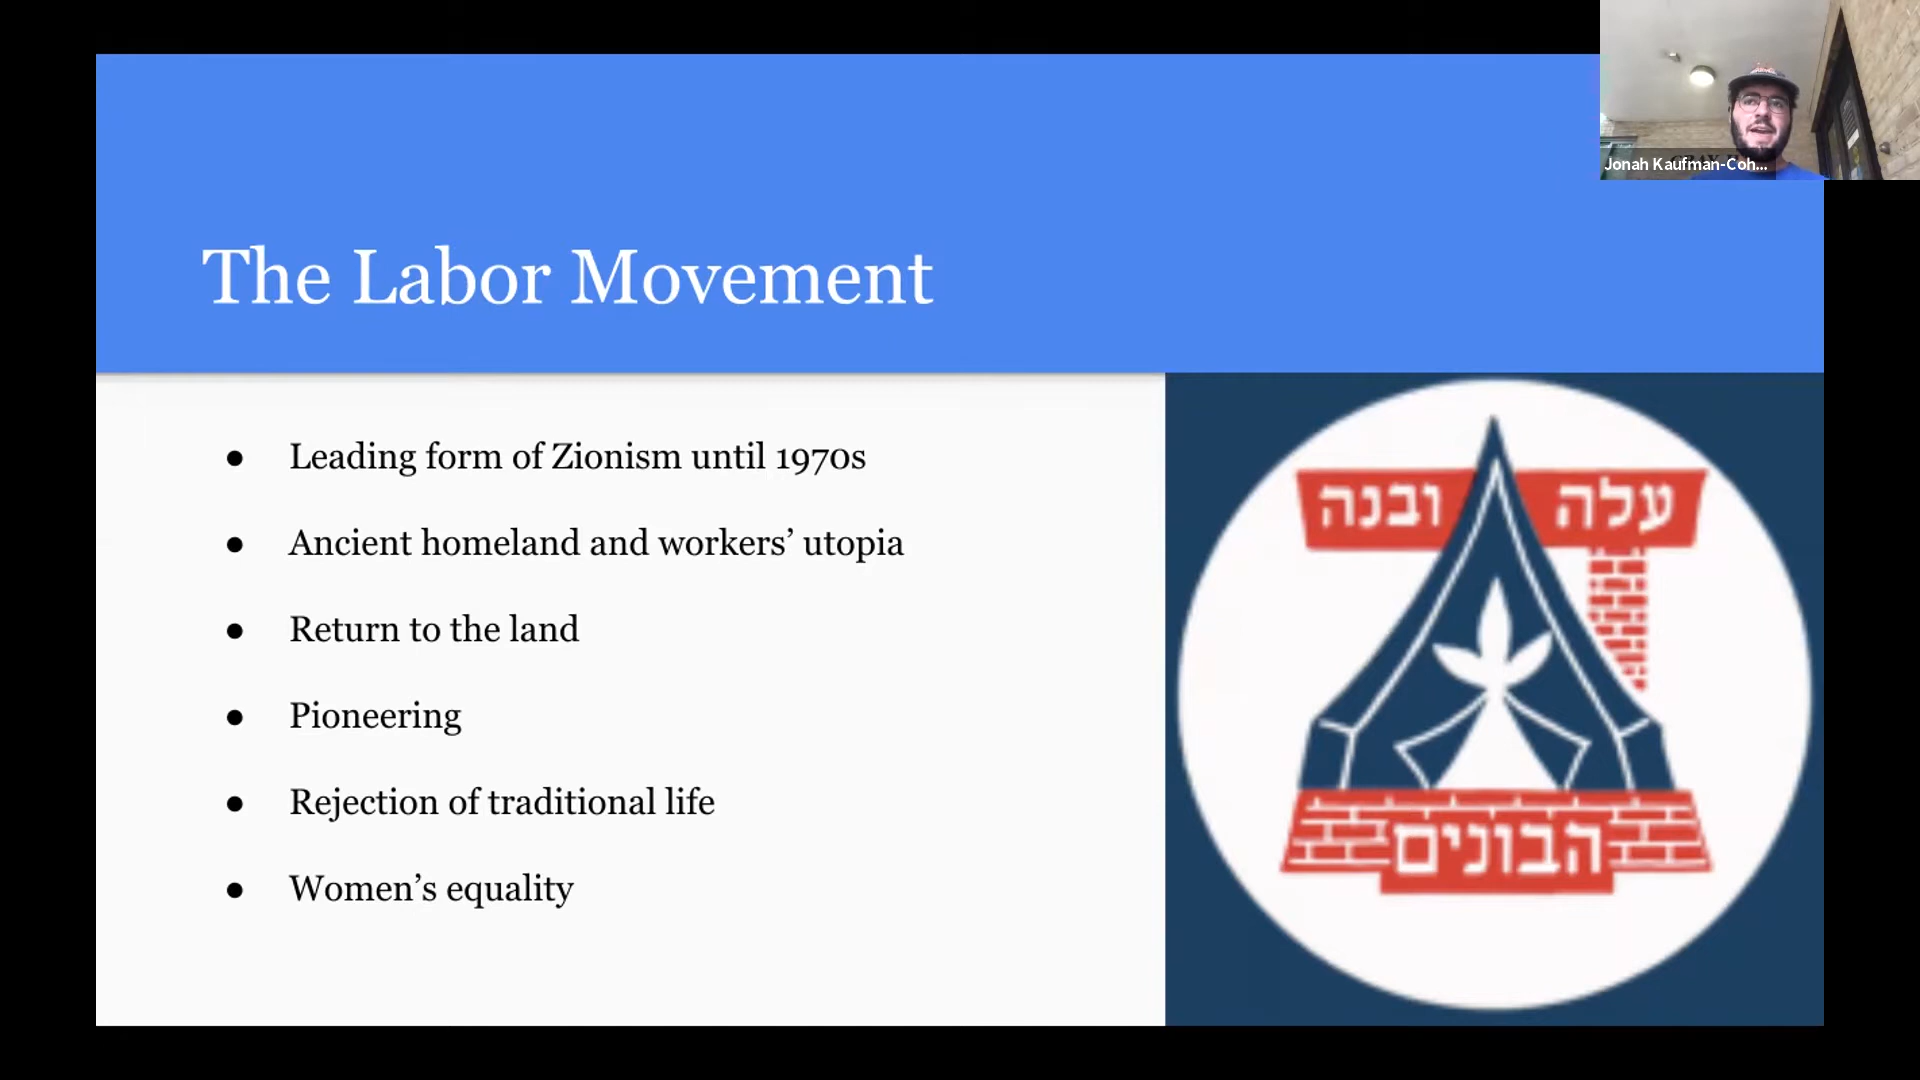 Jonah Kaufman-Coh...
The Labor Movement
● Leading form of Zionism until 1970s
● Ancient homeland and workers’ utopia
● Return to the land
● Pioneering
● Rejection of traditional life
● Women’s equality
עלה ובנה
הבונים